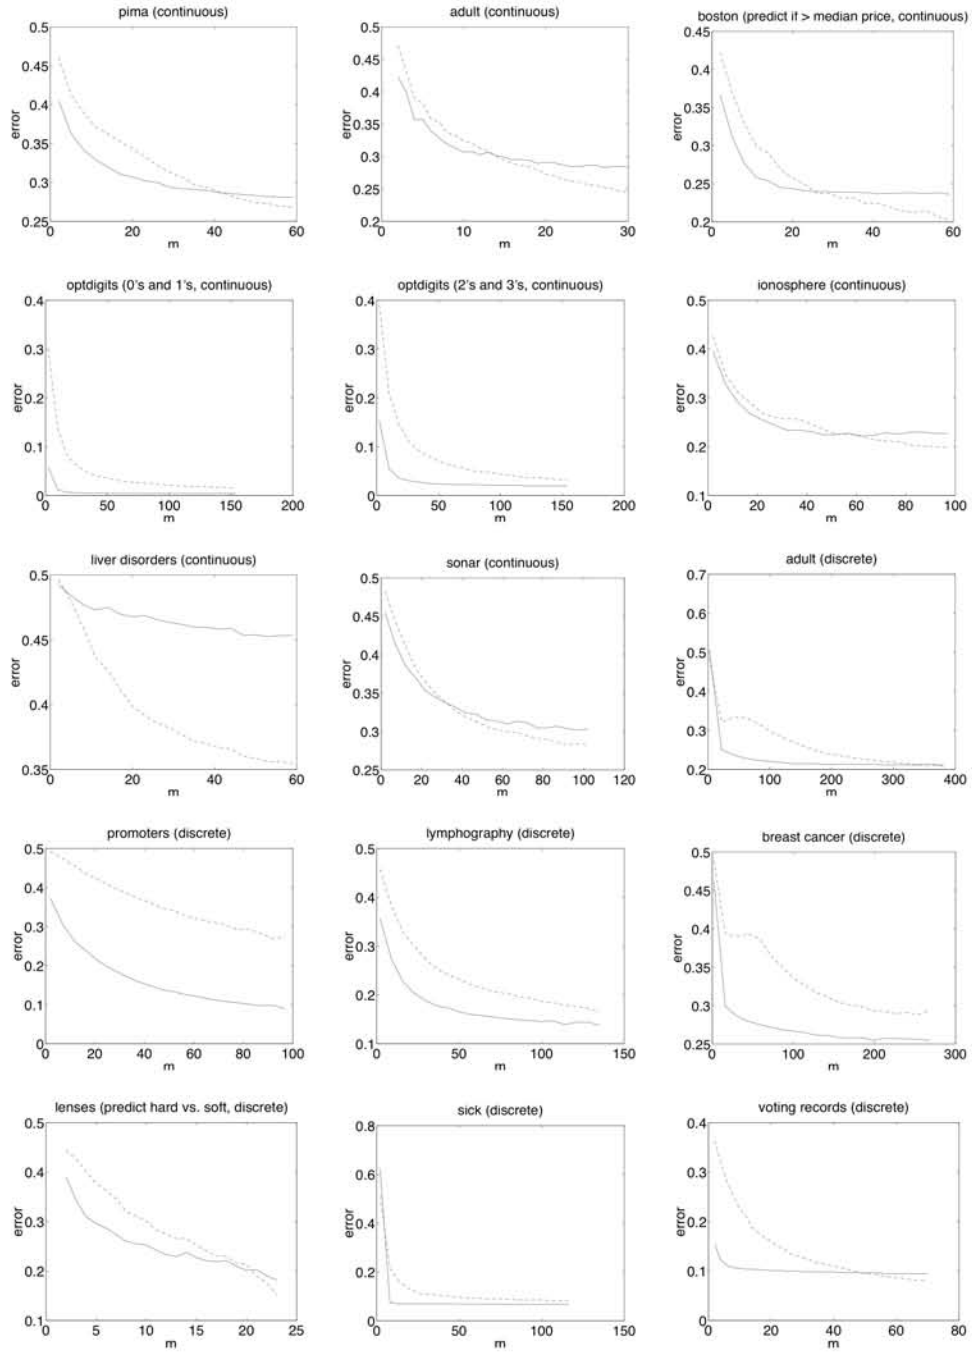 pima (continuous)
0.5
0.45
0.4
0.35
0.3
0.25
error
0 20 40 60
m
adult (continuous)
0.5
0.45
0.4
0.35
0.3
0.25
0.2
error
0 10 20 30
m
boston (predict if > median price, continuous)
0.45
0.4
0.35
0.3
0.25
0.2
error
0 20 40 60
m
optdigits (0's and 1's, continuous)
0.4
0.3
0.2
0.1
0
error
0 50 100 150 200
m
optdigits (2's and 3's, continuous)
0.4
0.3
0.2
0.1
0
error
0 50 100 150 200
m
ionosphere (continuous)
0.5
0.4
0.3
0.2
0.1
error
0 20 40 60 80 100
m
liver disorders (continuous)
0.5
0.45
0.4
0.35
error
0 20 40 60
m
sonar (continuous)
0.5
0.45
0.4
0.35
0.3
0.25
error
0 20 40 60 80 100 120
m
adult (discrete)
0.7
0.6
0.5
0.4
0.3
0.2
error
0 100 200 300 400
m
promoters (discrete)
0.5
0.4
0.3
0.2
0.1
0
error
0 20 40 60 80 100
m
lymphography (discrete)
0.5
0.4
0.3
0.2
0.1
error
0 50 100 150
m
breast cancer (discrete)
0.5
0.45
0.4
0.35
0.3
0.25
error
0 100 200 300
m
lenses (predict hard vs. soft, discrete)
0.5
0.4
0.3
0.2
0.1
error
0 5 10 15 20 25
m
sick (discrete)
0.8
0.6
0.4
0.2
0
error
0 50 100 150
m
voting records (discrete)
0.4
0.3
0.2
0.1
0
error
0 20 40 60 80
m